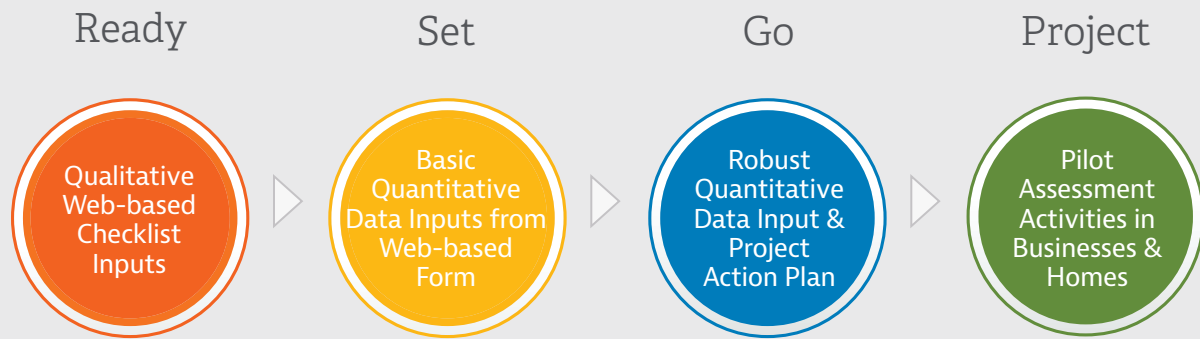 Ready
Set
Go
Project
Qualitative
Web-based
Checklist
Inputs
Basic
Quantitative
Data Inputs from
Web-based
Form
Robust
Quantitative
Data Input &
Project
Action Plan
Pilot
Assessment
Activities in
Businesses &
Homes